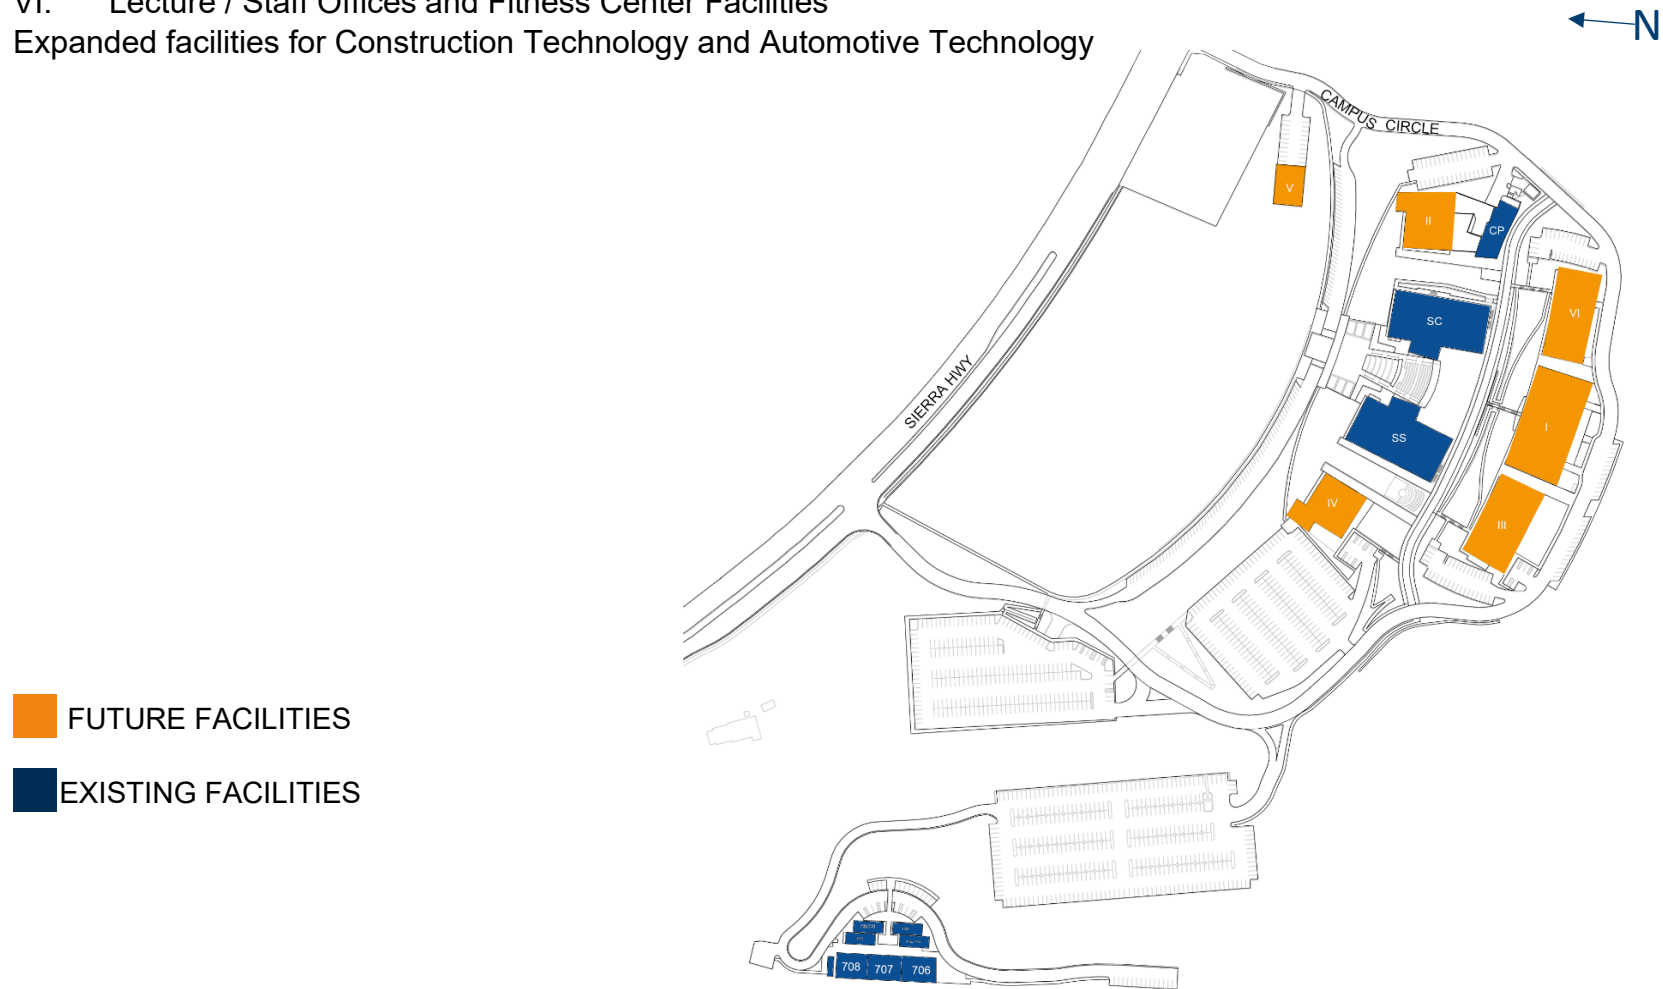 VI. Lecture / Staff Offices and Fitness Center Facilities
Expanded facilities for Construction Technology and Automotive Technology
N
CAMPUS CIRCLE
V
II
CP
VI
SC
SIERRA HWY
I
SS
IV
III
FUTURE FACILITIES
EXISTING FACILITIES
708 707 706